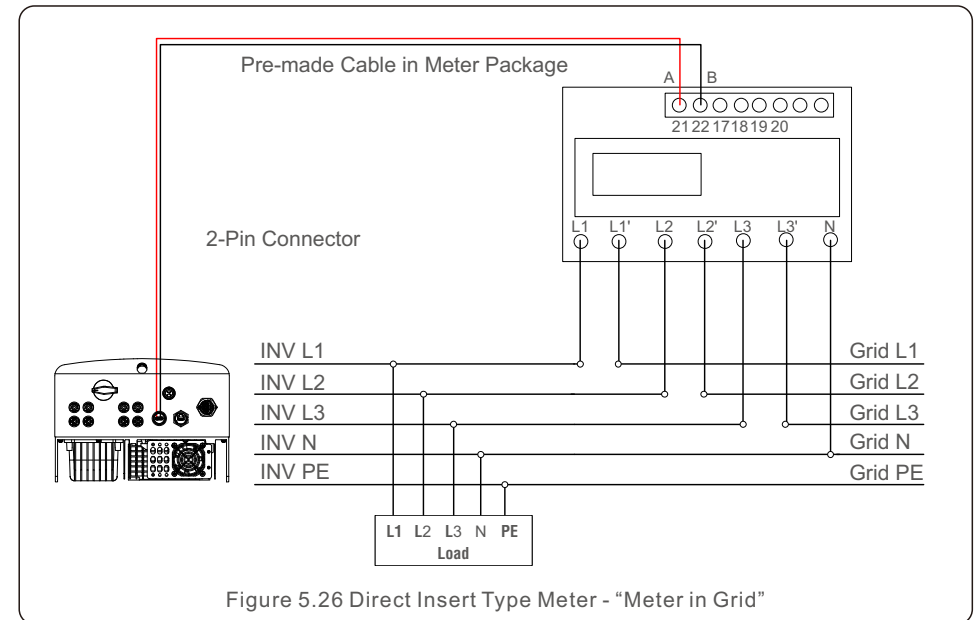 Pre-made Cable in Meter Package
A B
21 22 17 18 19 20
2-Pin Connector
L1 L1' L2 L2' L3 L3' N
INV L1 Grid L1
INV L2 Grid L2
INV L3 Grid L3
INV N Grid N
INV PE Grid PE
L1 L2 L3 N PE
Load
Figure 5.26 Direct Insert Type Meter - “Meter in Grid”